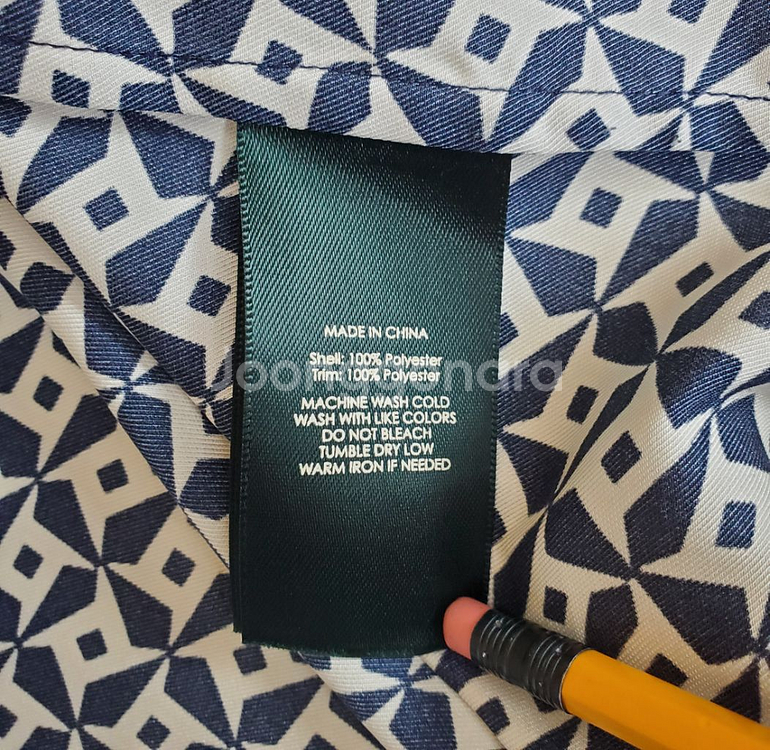 MADE IN CHINA
Shell: 100% Polyester
Trim: 100% Polyester
MACHINE WASH COLD
WASH WITH LIKE COLORS
DO NOT BLEACH
TUMBLE DRY LOW
WARM IRON IF NEEDED